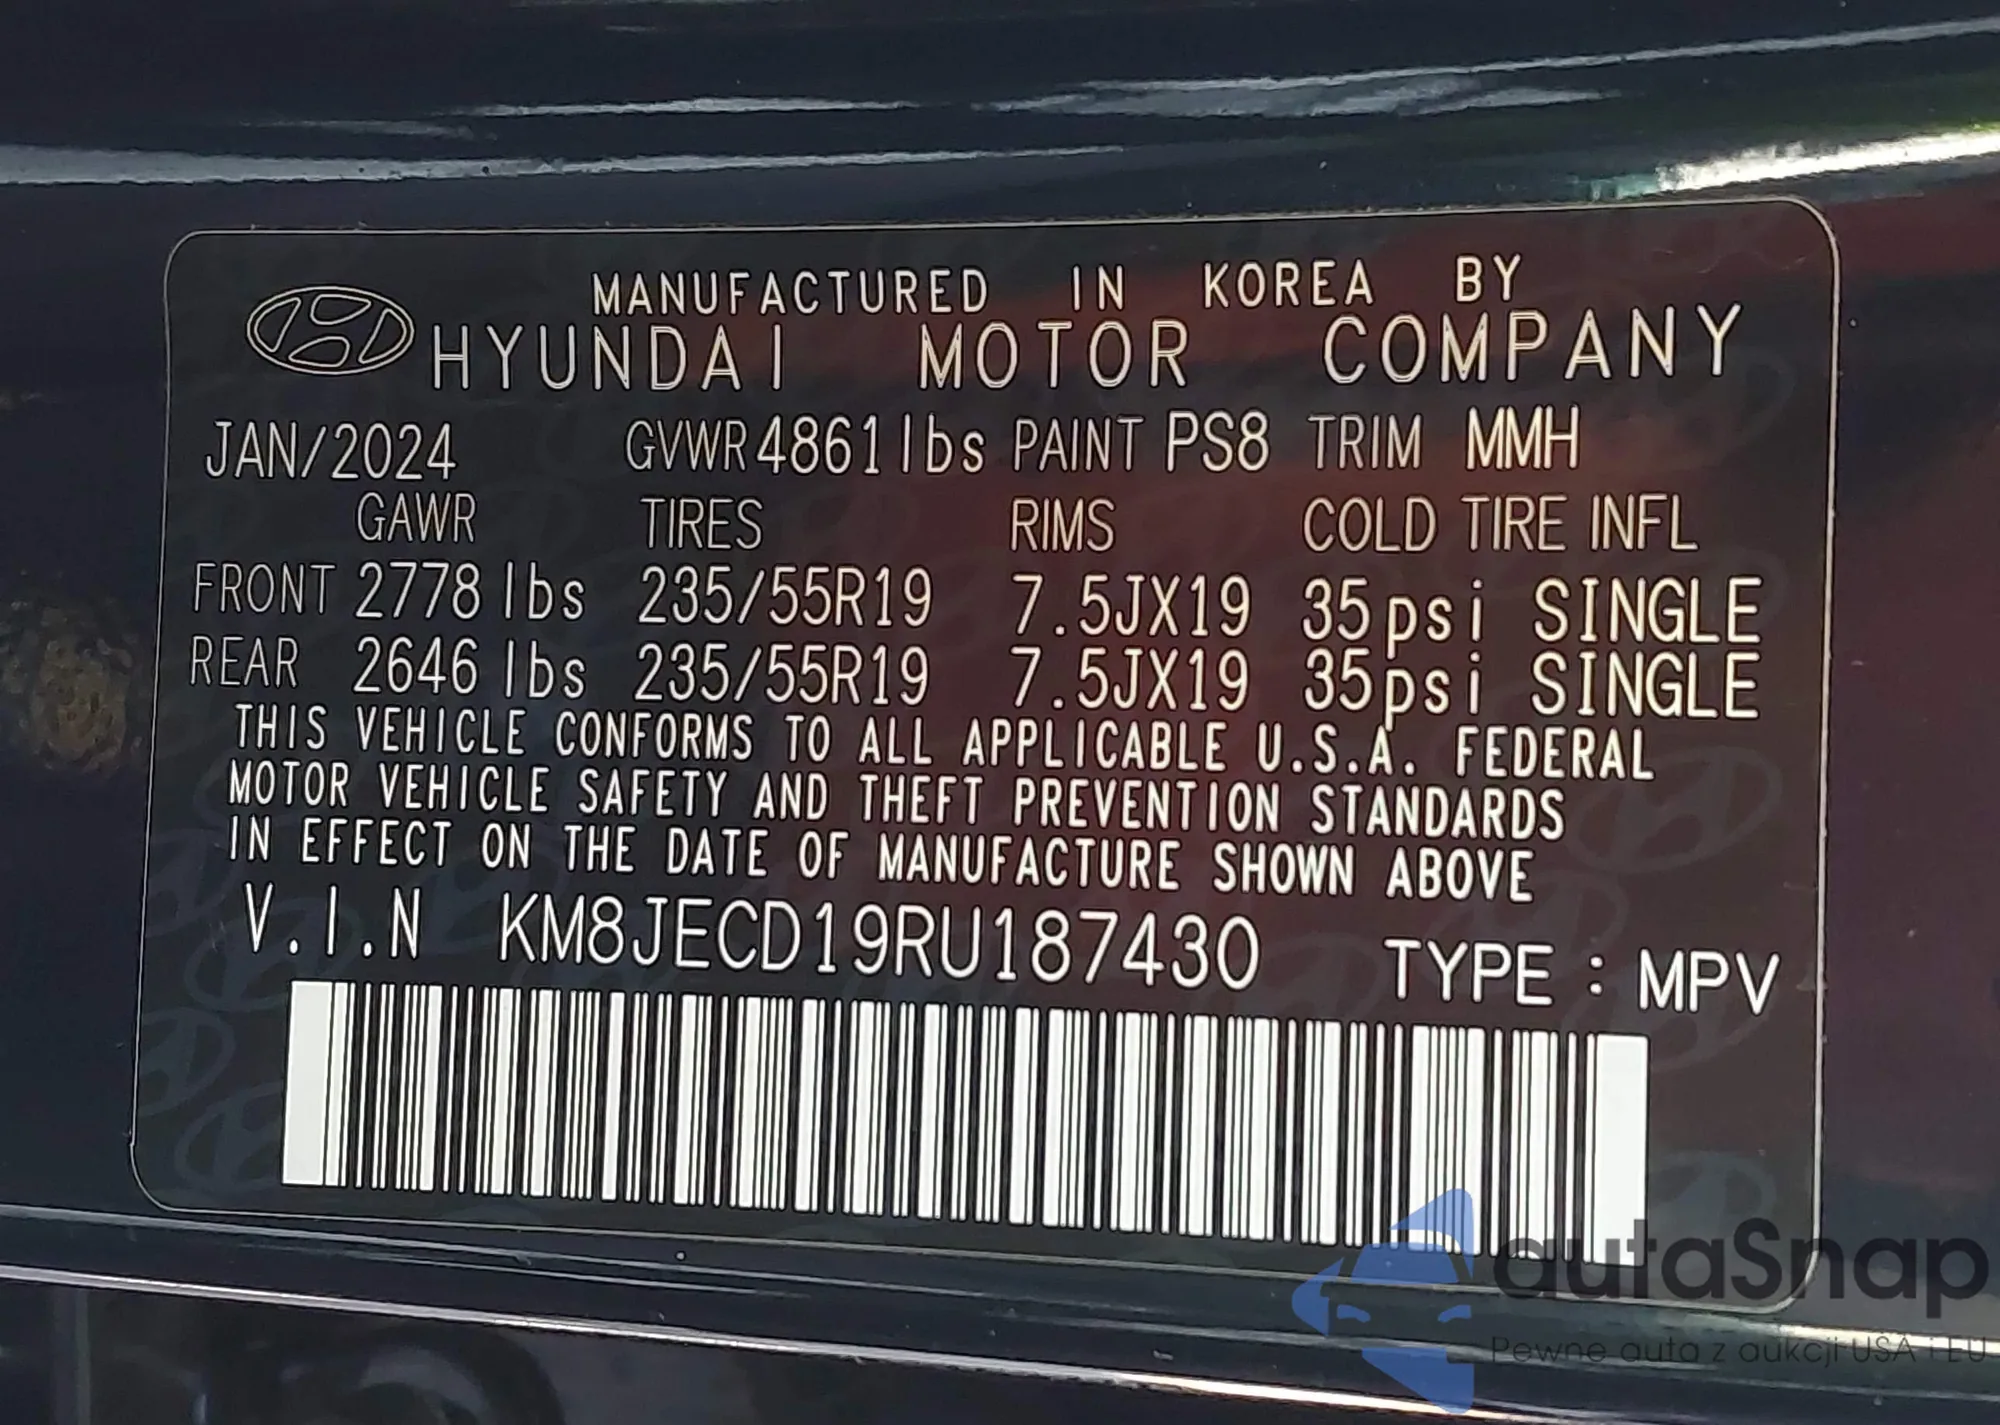 MANUFACTURED IN KOREA BY
HYUNDAI MOTOR COMPANY
JAN/2024 GVWR 4861 lbs PAINT PS8 TRIM MMH
GAWR TIRES RIMS COLD TIRE INFL
FRONT 2778 lbs 235/55R19 7.5JX19 35psi SINGLE
REAR 2646 lbs 235/55R19 7.5JX19 35psi SINGLE
THIS VEHICLE CONFORMS TO ALL APPLICABLE U.S.A. FEDERAL
MOTOR VEHICLE SAFETY AND THEFT PREVENTION STANDARDS
IN EFFECT ON THE DATE OF MANUFACTURE SHOWN ABOVE
V.I.N KM8JECD19RU187430 TYPE : MPV
autaSnap
Pewne auta z aukcji USA i EU